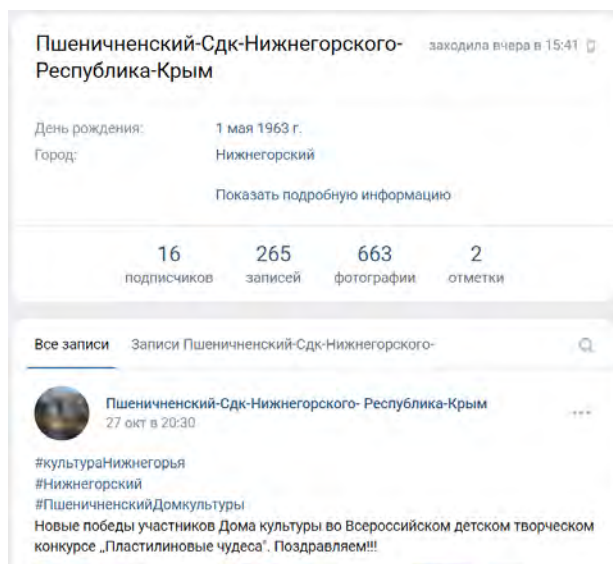 Пшеничненский-Сдк-Нижнегорского- заходила вчера в 15:41
Республика-Крым
День рождения: 1 мая 1963 г.
Город: Нижнегорский
Показать подробную информацию
16 265 663 2
подписчиков записей фотографии отметки
Все записи Записи Пшеничненский-Сдк-Нижнегорского-
Пшеничненский-Сдк-Нижнегорского- Республика-Крым
27 окт в 20:30
#культураНижнегорья
#Нижнегорский
#ПшеничненскийДомкультуры
Новые победы участников Дома культуры во Всероссийском детском творческом
конкурсе „Пластилиновые чудеса". Поздравляем!!!